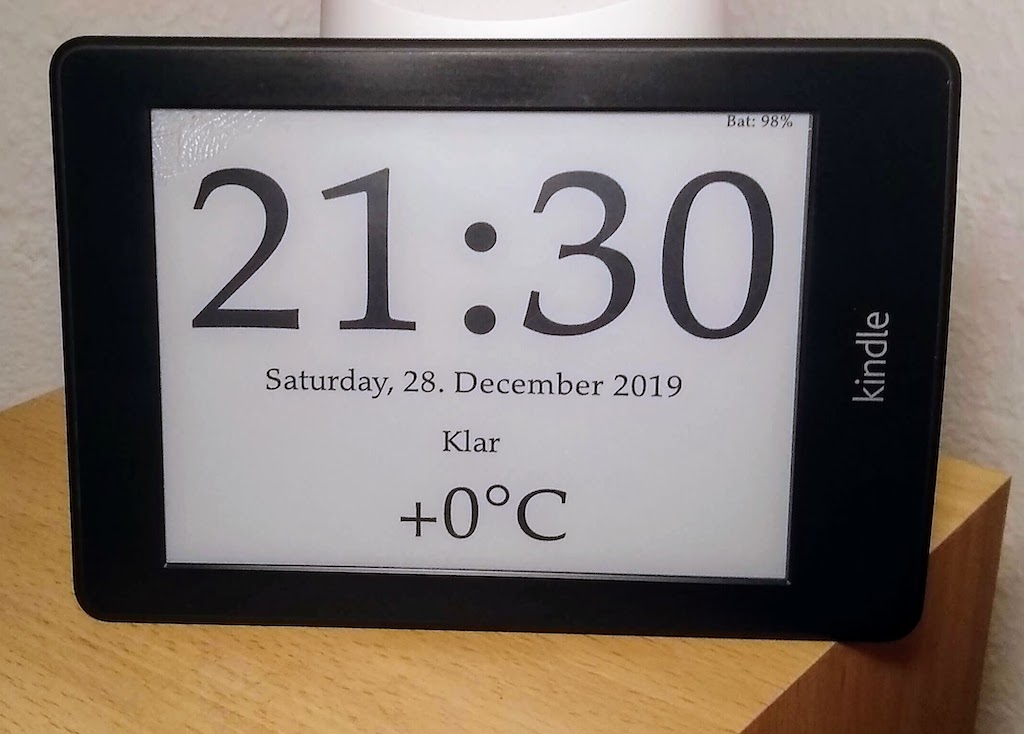 Bat: 98%
21:30
Saturday, 28. December 2019
Klar
+0°C
kindle